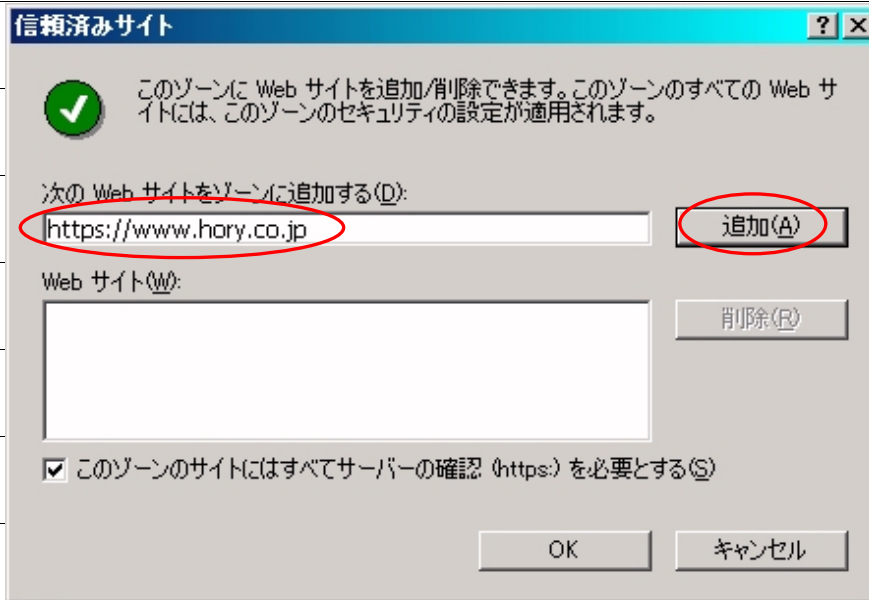 信頼済みサイト
このゾーンに Web サイトを追加/削除できます。このゾーンのすべての Web サ
イトには、このゾーンのセキュリティの設定が適用されます。
次の Web サイトをゾーンに追加する(D):
https://www.hory.co.jp
追加(A)
Web サイト(W):
削除(R)
このゾーンのサイトにはすべてサーバーの確認 (https:) を必要とする(S)
OK
キャンセル